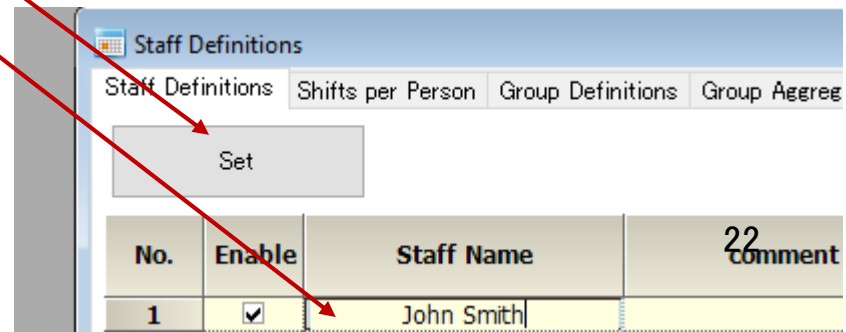 Staff Definitions
Staff Definitions Shifts per Person Group Definitions Group Aggreg
Set
No. Enable Staff Name comment
22
1 John Smith